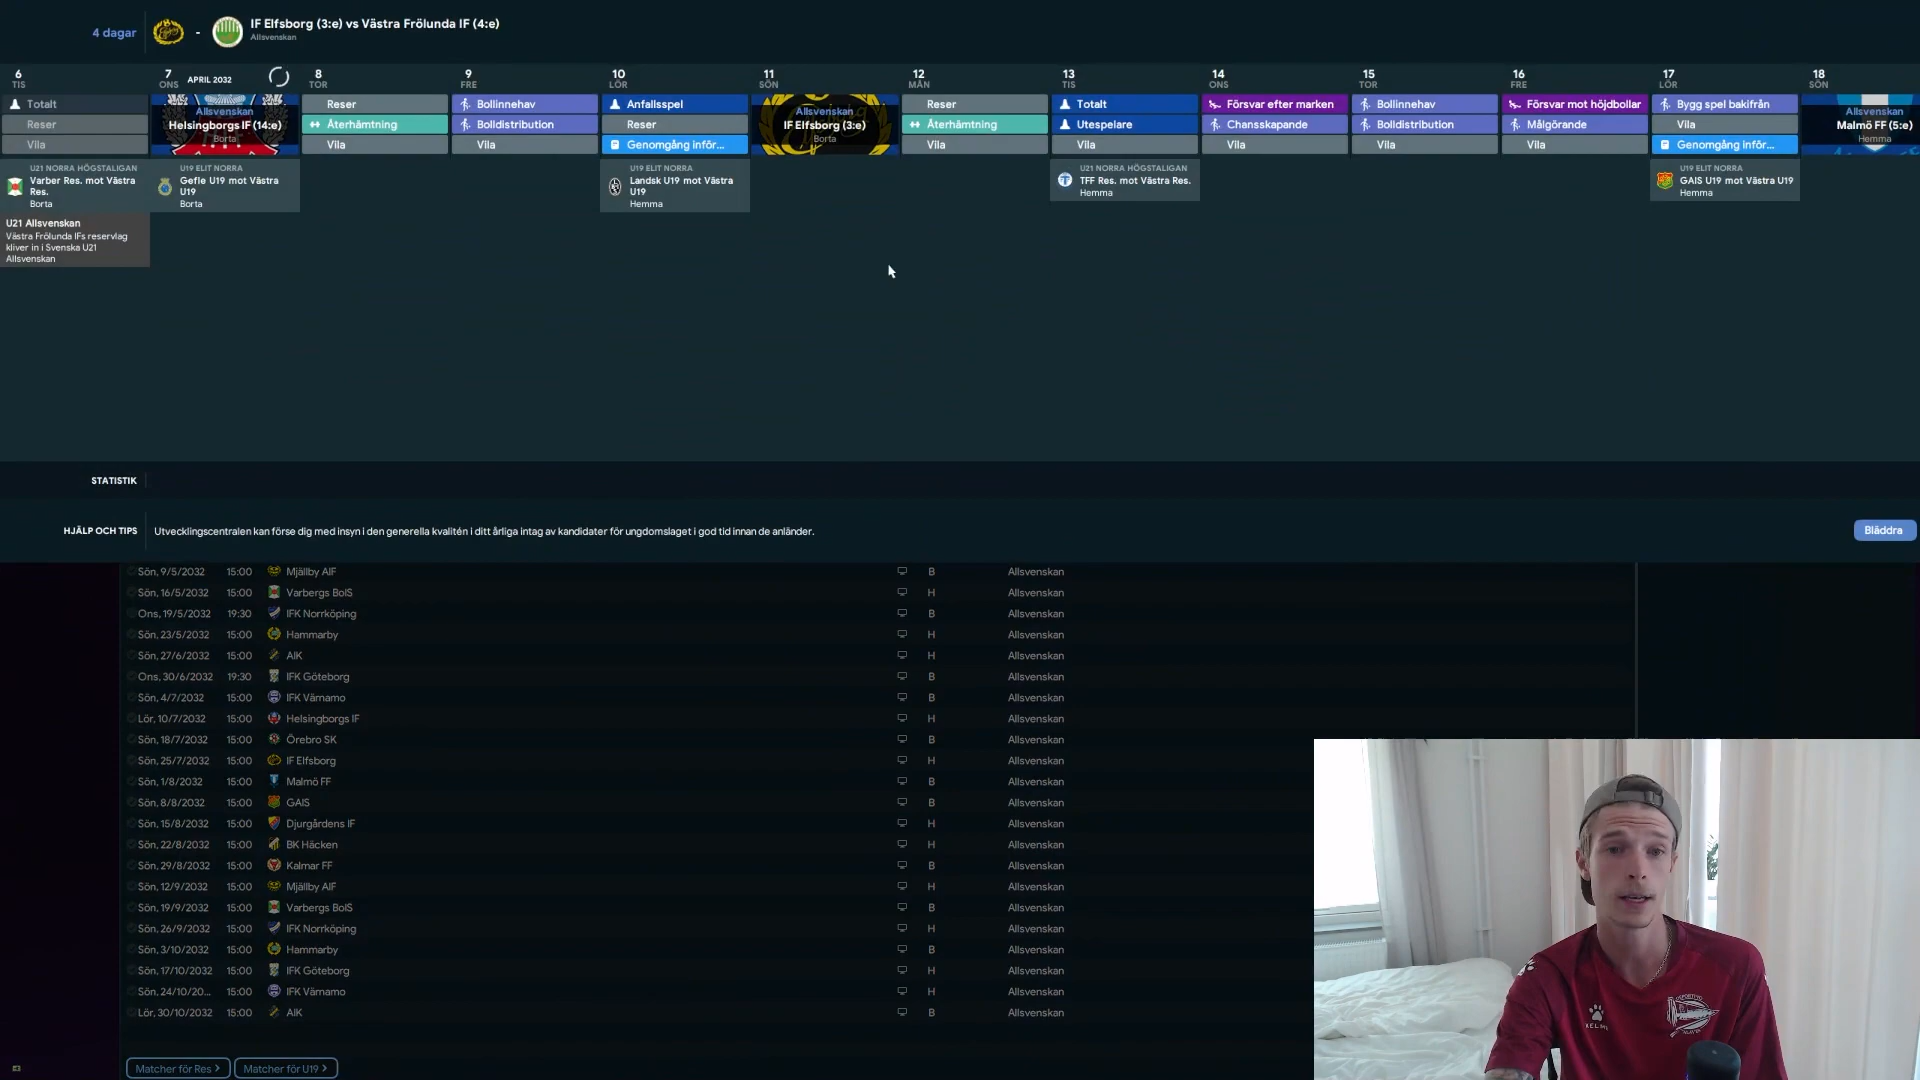 4 dagar
-
IF Elfsborg (3:e) vs Västra Frölunda IF (4:e)
Allsvenskan
6
TIS
7
ONS
APRIL 2032
8
TOR
9
FRE
10
LÖR
11
SÖN
12
MÅN
13
TIS
14
ONS
15
TOR
16
FRE
17
LÖR
18
SÖN
Totalt
Reser
Vila
Allsvenskan
Helsingborgs IF (14:e)
Borta
Reser
Återhämtning
Vila
Bollinnehav
Bolldistribution
Vila
Anfallsspel
Reser
Genomgång inför...
Allsvenskan
IF Elfsborg (3:e)
Borta
Reser
Återhämtning
Vila
Totalt
Utespelare
Vila
Försvar efter marken
Chansskapande
Vila
Bollinnehav
Bolldistribution
Vila
Försvar mot höjdbollar
Målgörande
Vila
Bygg spel bakifrån
Vila
Genomgång inför...
Allsvenskan
Malmö FF (5:e)
Hemma
U21 NORRA HÖGSTALIGAN
Varber Res. mot Västra
Res.
Borta
U19 ELIT NORRA
Gefle U19 mot Västra
U19
Borta
U19 ELIT NORRA
Landsk U19 mot Västra
U19
Hemma
U21 NORRA HÖGSTALIGAN
TFF Res. mot Västra Res.
Hemma
U19 ELIT NORRA
GAIS U19 mot Västra U19
Hemma
U21 Allsvenskan
Västra Frölunda IFs reservlag
kliver in i Svenska U21
Allsvenskan
STATISTIK
HJÄLP OCH TIPS
Utvecklingscentralen kan förse dig med insyn i den generella kvalitén i ditt årliga intag av kandidater för ungdomslaget i god tid innan de anländer.
Bläddra
Sön, 9/5/2032 15:00 Mjällby AIF B Allsvenskan
Sön, 16/5/2032 15:00 Varbergs BoIS H Allsvenskan
Ons, 19/5/2032 19:30 IFK Norrköping B Allsvenskan
Sön, 23/5/2032 15:00 Hammarby H Allsvenskan
Sön, 27/6/2032 15:00 AIK H Allsvenskan
Ons, 30/6/2032 19:30 IFK Göteborg B Allsvenskan
Sön, 4/7/2032 15:00 IFK Värnamo B Allsvenskan
Lör, 10/7/2032 15:00 Helsingborgs IF H Allsvenskan
Sön, 18/7/2032 15:00 Örebro SK B Allsvenskan
Sön, 25/7/2032 15:00 IF Elfsborg H Allsvenskan
Sön, 1/8/2032 15:00 Malmö FF B Allsvenskan
Sön, 8/8/2032 15:00 GAIS B Allsvenskan
Sön, 15/8/2032 15:00 Djurgårdens IF H Allsvenskan
Sön, 22/8/2032 15:00 BK Häcken H Allsvenskan
Sön, 29/8/2032 15:00 Kalmar FF B Allsvenskan
Sön, 12/9/2032 15:00 Mjällby AIF H Allsvenskan
Sön, 19/9/2032 15:00 Varbergs BoIS B Allsvenskan
Sön, 26/9/2032 15:00 IFK Norrköping H Allsvenskan
Sön, 3/10/2032 15:00 Hammarby B Allsvenskan
Sön, 17/10/2032 15:00 IFK Göteborg H Allsvenskan
Sön, 24/10/20... 15:00 IFK Värnamo H Allsvenskan
Lör, 30/10/2032 15:00 AIK B Allsvenskan
Matcher för Res >
Matcher för U19 >